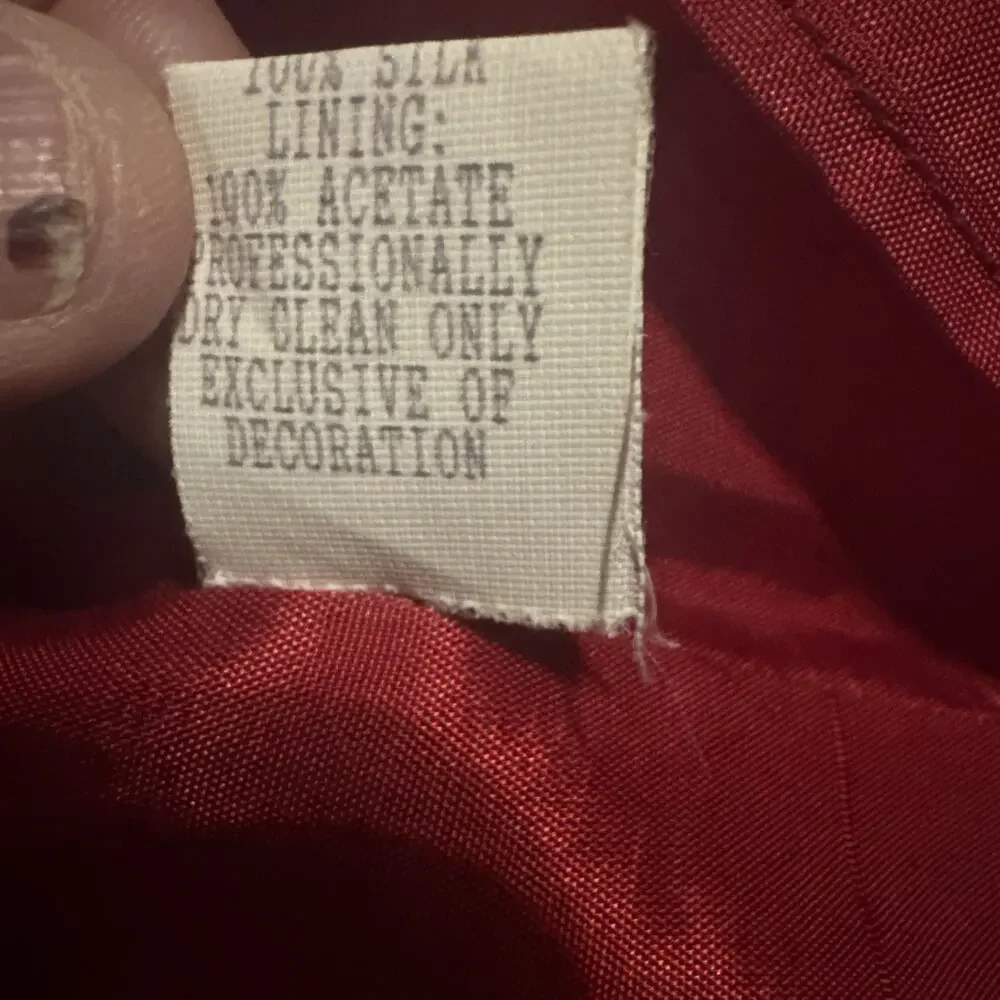 100% SILK
LINING:
100% ACETATE
PROFESSIONALLY
DRY CLEAN ONLY
EXCLUSIVE OF
DECORATION